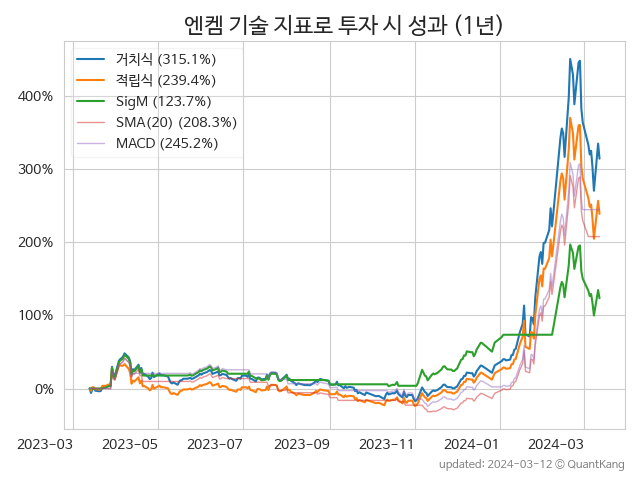 엔켐 기술 지표로 투자 시 성과 (1년)
거치식 (315.1%)
적립식 (239.4%)
SigM (123.7%)
SMA(20) (208.3%)
MACD (245.2%)
400%
300%
200%
100%
0%
2023-03 2023-05 2023-07 2023-09 2023-11 2024-01 2024-03
updated: 2024-03-12 © QuantKang